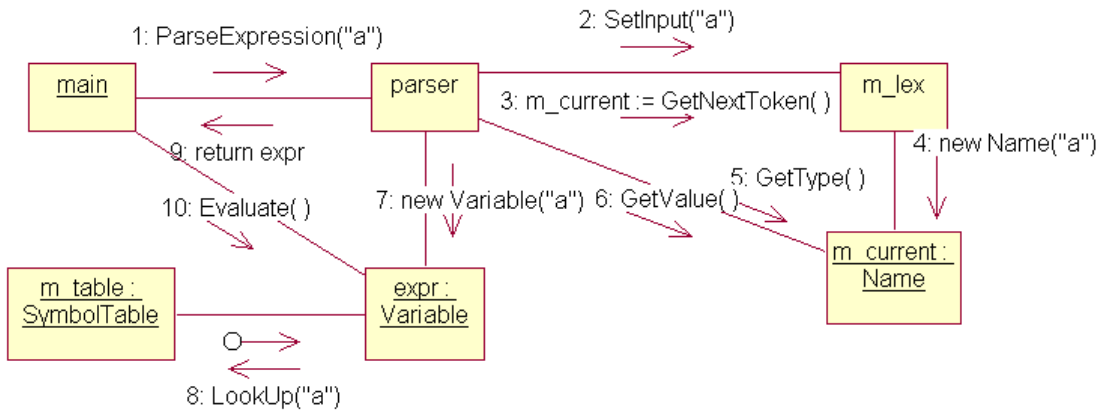 2: SetInput("a")
1: ParseExpression("a")
main
parser
m_lex
3: m_current := GetNextToken( )
4: new Name("a")
9: return expr
5: GetType( )
10: Evaluate( )
7: new Variable("a")
6: GetValue( )
m_current :
Name
m_table :
SymbolTable
expr :
Variable
8: LookUp("a")